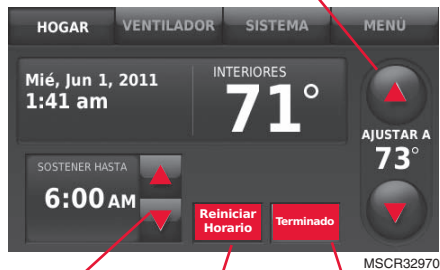 HOGAR
VENTILADOR
SISTEMA
MENÚ
Mié, Jun 1, 2011
1:41 am
INTERIORES
71°
AJUSTAR A
73°
SOSTENER HASTA
6:00 AM
Reiniciar
Horario
Terminado
MSCR32970